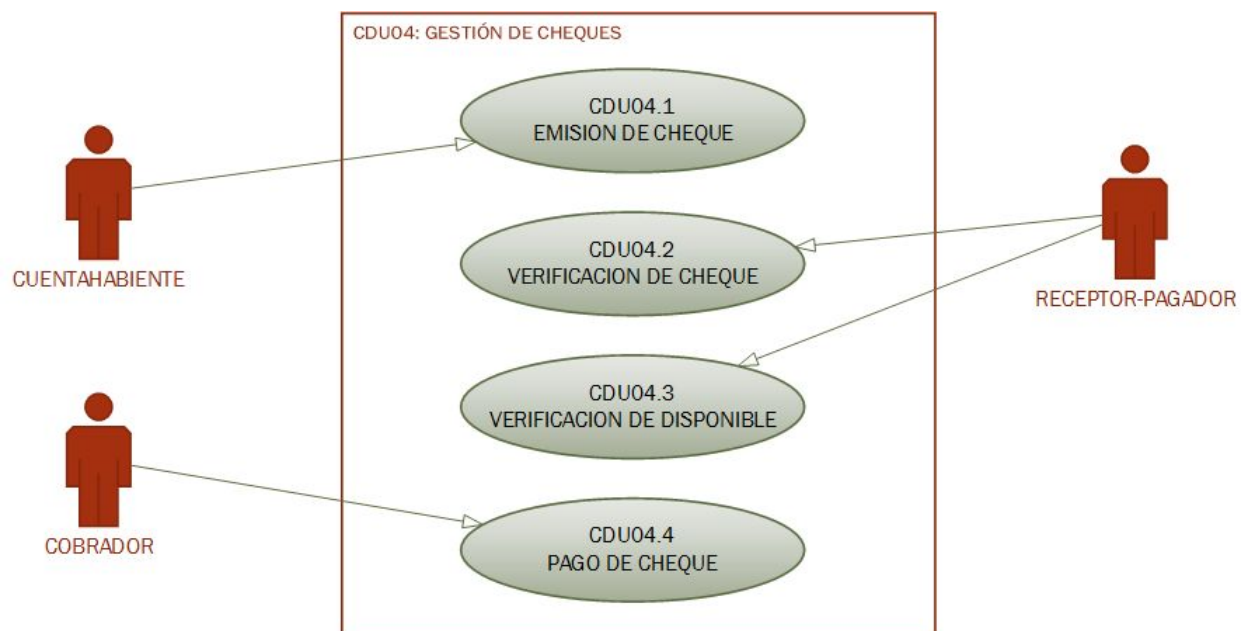 CDU04: GESTIÓN DE CHEQUES
CDU04.1
EMISION DE CHEQUE
CUENTAHABIENTE
CDU04.2
VERIFICACION DE CHEQUE
RECEPTOR-PAGADOR
CDU04.3
VERIFICACION DE DISPONIBLE
COBRADOR
CDU04.4
PAGO DE CHEQUE